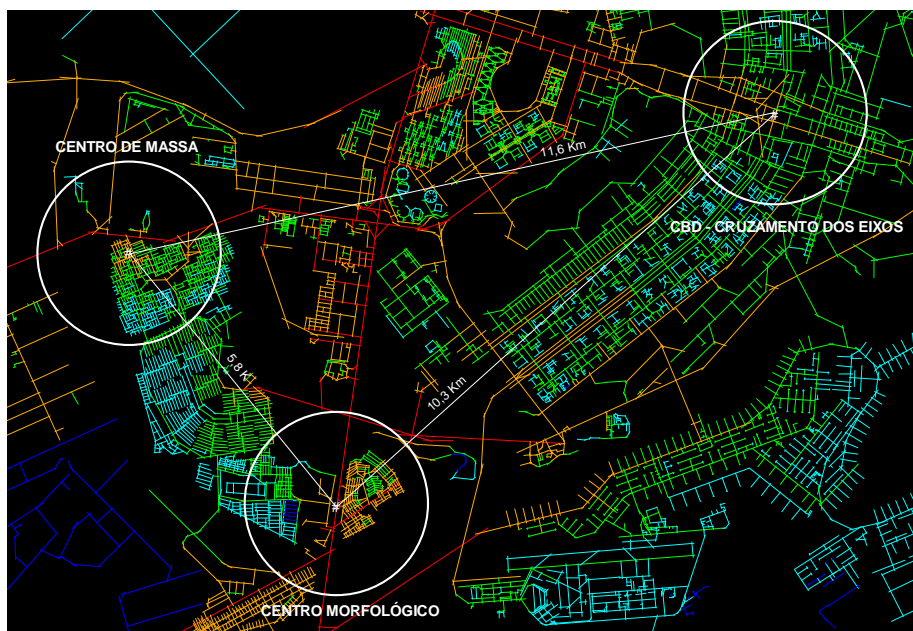 CENTRO DE MASSA
11,6 Km
CBD - CRUZAMENTO DOS EIXOS
5,8 K
10,3 Km
CENTRO MORFOLÓGICO